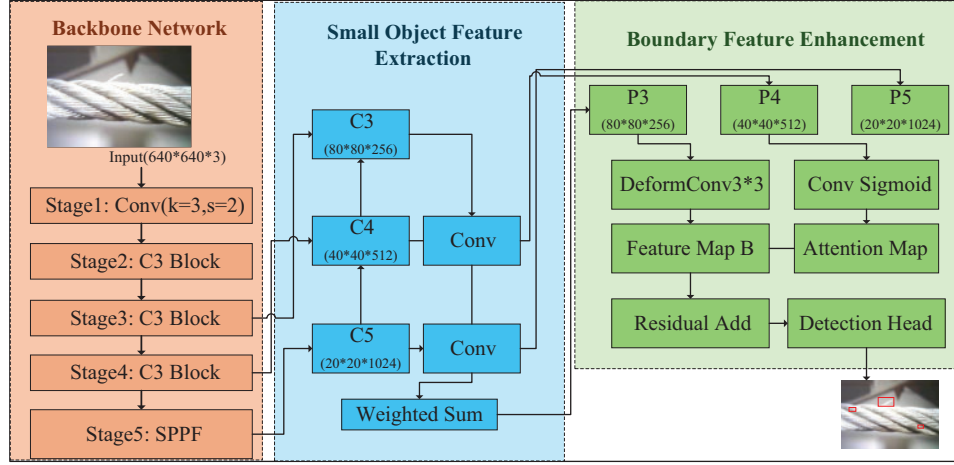 Backbone Network
Input(640*640*3)
Stage1: Conv(k=3,s=2)
Stage2: C3 Block
Stage3: C3 Block
Stage4: C3 Block
Stage5: SPPF
Small Object Feature
Extraction
C3
(80*80*256)
C4
(40*40*512)
Conv
C5
(20*20*1024)
Conv
Weighted Sum
Boundary Feature Enhancement
P3
(80*80*256)
P4
(40*40*512)
P5
(20*20*1024)
DeformConv3*3
Conv Sigmoid
Feature Map B
Attention Map
Residual Add
Detection Head